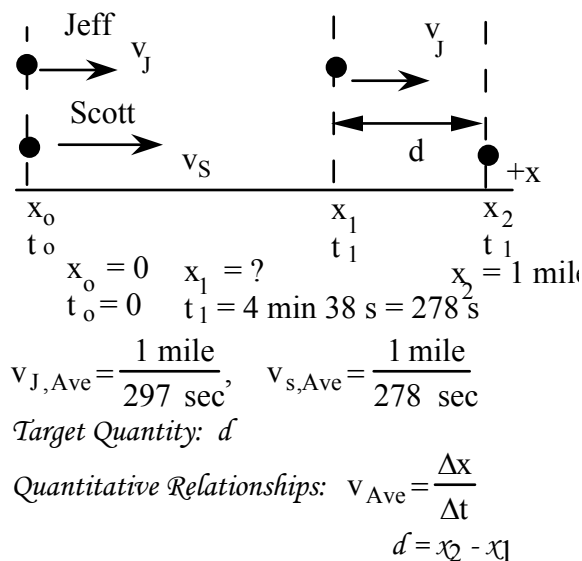 Jeff
v_J v_J
Scott
v_S d +x
x_o x_1 x_2
t_o t_1 t_1
x_o = 0 x_1 = ? x_2 = 1 mile
t_o = 0 t_1 = 4 min 38 s = 278 s
v_J,Ave = 1 mile / 297 sec, v_s,Ave = 1 mile / 278 sec
Target Quantity: d
Quantitative Relationships: v_Ave = Δx / Δt
d = x2 - x1